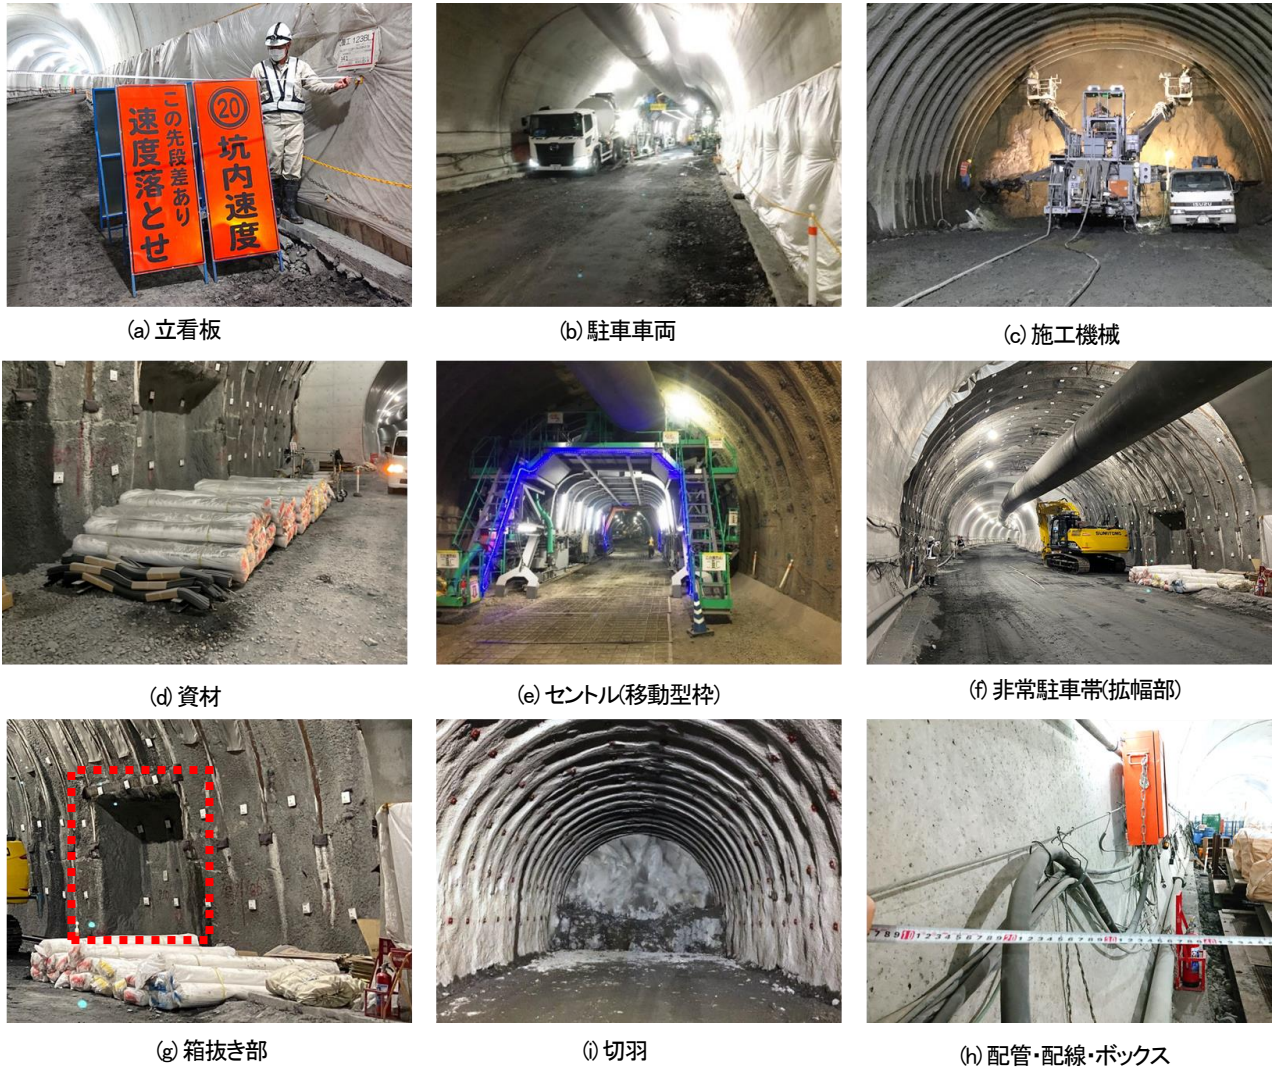 この先段差あり
速度落とせ
20
坑内速度
(a) 立看板
(b) 駐車車両
ISUZU
(c) 施工機械
(d) 資材
(e) セントル(移動型枠)
SUMITOMO
(f) 非常駐車帯(拡幅部)
(g) 箱抜き部
(i) 切羽
(h) 配管・配線・ボックス